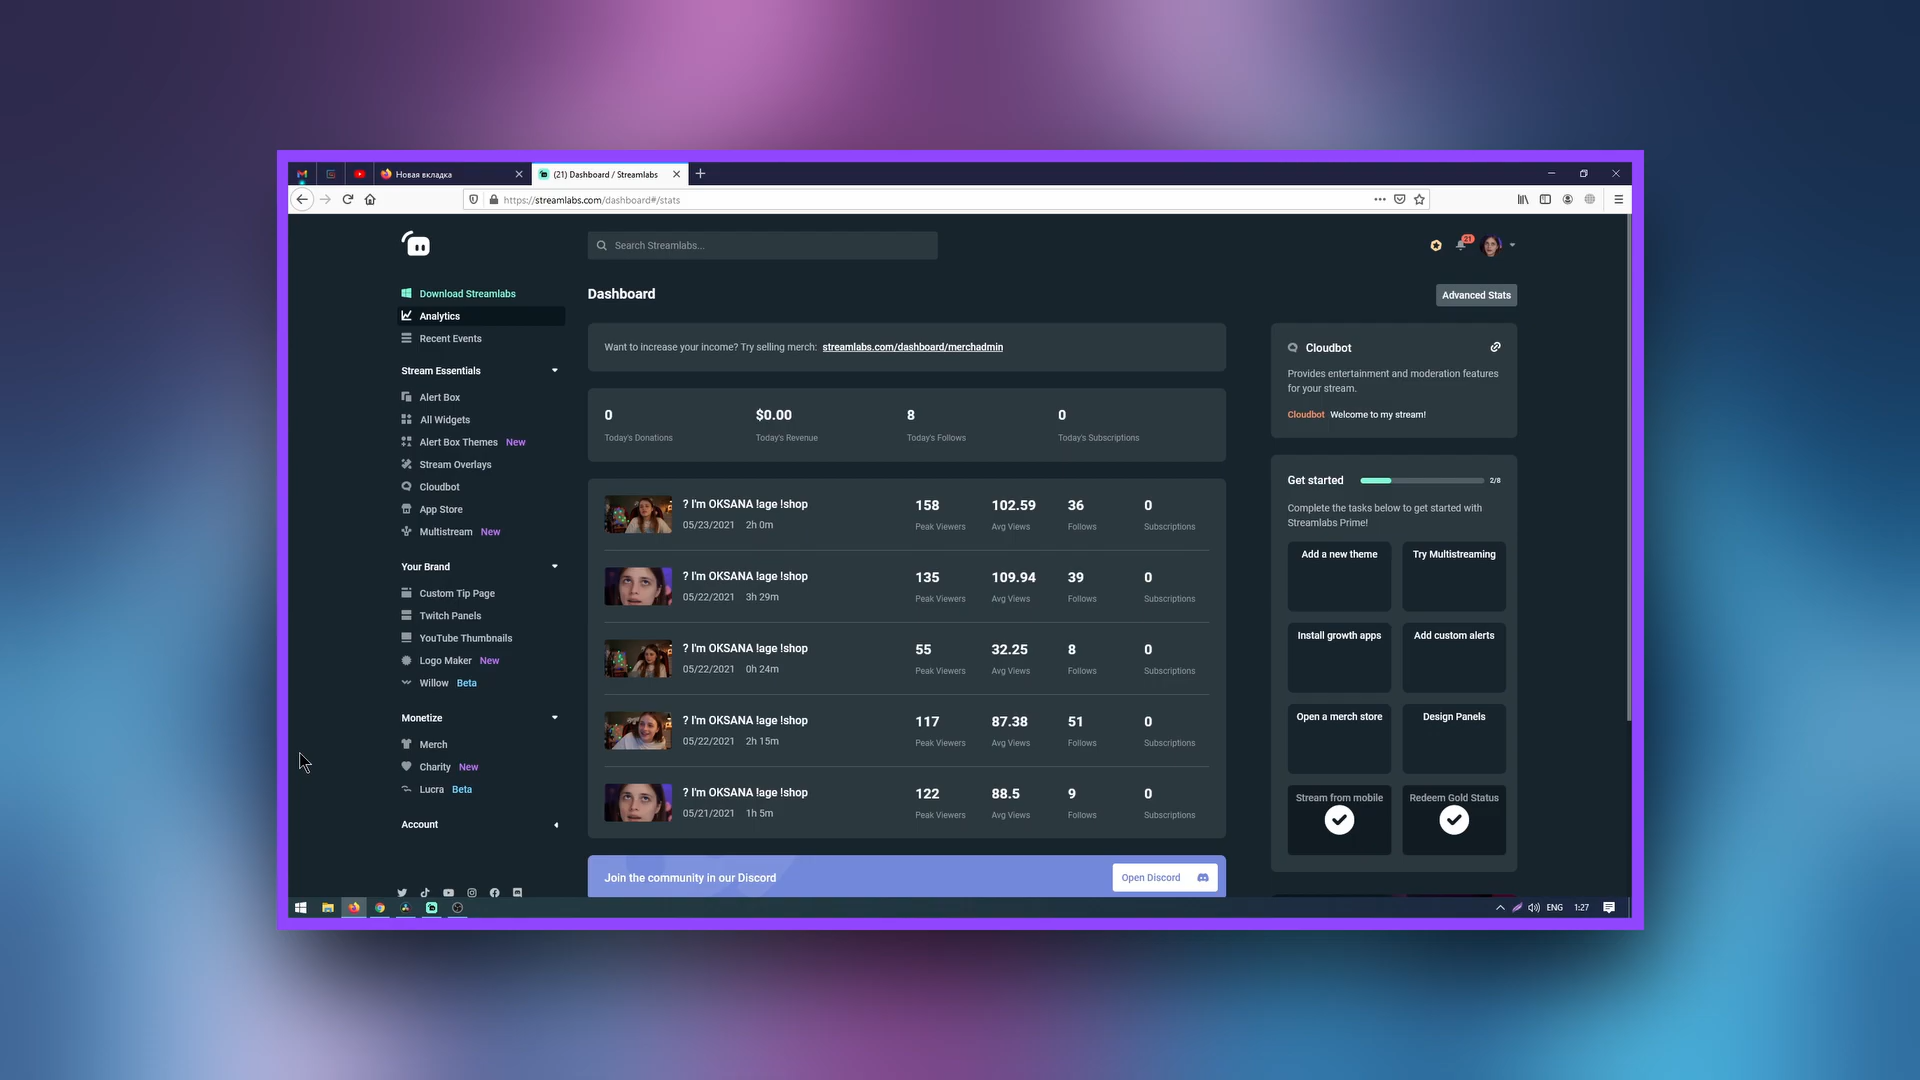 Новая вкладка
(21) Dashboard / Streamlabs
https://streamlabs.com/dashboard#/stats
Search Streamlabs...
21
Download Streamlabs
Analytics
Recent Events
Stream Essentials
Alert Box
All Widgets
Alert Box Themes New
Stream Overlays
Cloudbot
App Store
Multistream New
Your Brand
Custom Tip Page
Twitch Panels
YouTube Thumbnails
Logo Maker New
Willow Beta
Monetize
Merch
Charity New
Lucra Beta
Account
Dashboard
Advanced Stats
Want to increase your income? Try selling merch: streamlabs.com/dashboard/merchadmin
0 $0.00 8 0
Today's Donations Today's Revenue Today's Follows Today's Subscriptions
? I'm OKSANA !age !shop 158 102.59 36 0
05/23/2021 2h 0m Peak Viewers Avg Views Follows Subscriptions
? I'm OKSANA !age !shop 135 109.94 39 0
05/22/2021 3h 29m Peak Viewers Avg Views Follows Subscriptions
? I'm OKSANA !age !shop 55 32.25 8 0
05/22/2021 0h 24m Peak Viewers Avg Views Follows Subscriptions
? I'm OKSANA !age !shop 117 87.38 51 0
05/22/2021 2h 15m Peak Viewers Avg Views Follows Subscriptions
? I'm OKSANA !age !shop 122 88.5 9 0
05/21/2021 1h 5m Peak Viewers Avg Views Follows Subscriptions
Join the community in our Discord
Open Discord
Cloudbot
Provides entertainment and moderation features
for your stream.
Cloudbot Welcome to my stream!
Get started 2/8
Complete the tasks below to get started with
Streamlabs Prime!
Add a new theme Try Multistreaming
Install growth apps Add custom alerts
Open a merch store Design Panels
Stream from mobile Redeem Gold Status
ENG 1:27